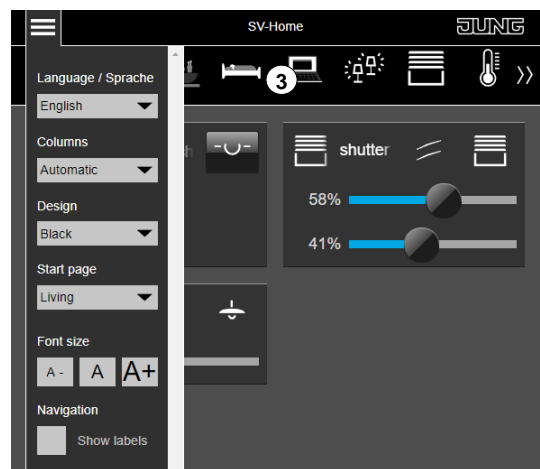 SV-Home
JUNG
Language / Sprache
English
3
Columns
Automatic
Design
Black
Start page
Living
Font size
A -
A
A+
Navigation
Show labels
h
shutter
58%
41%